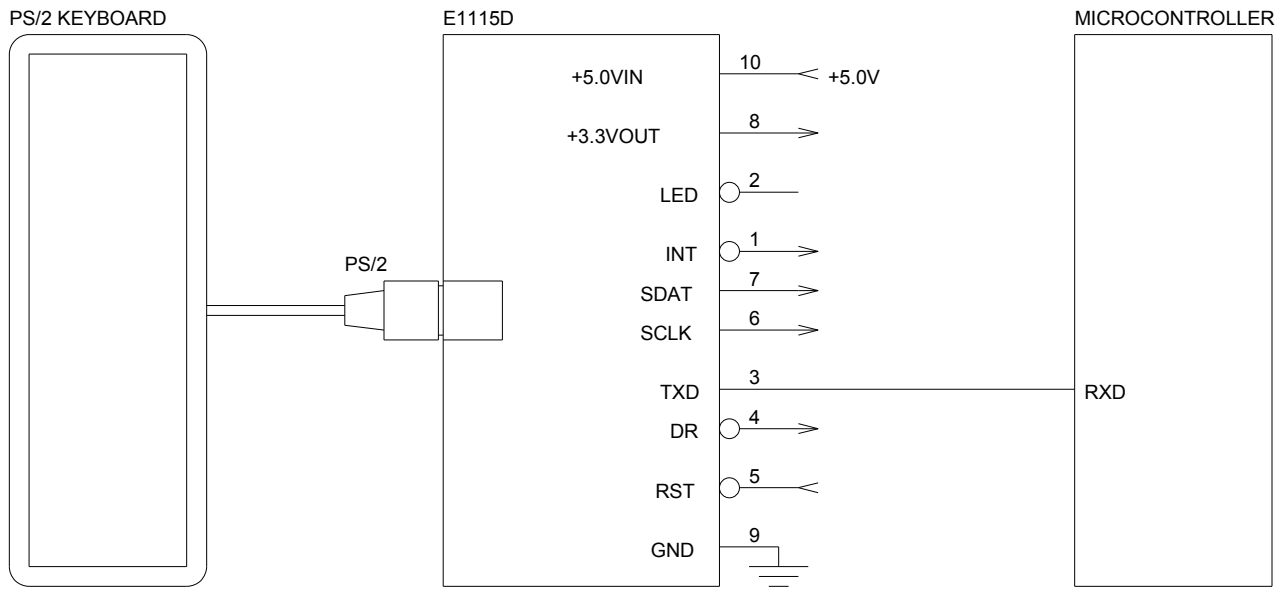 PS/2 KEYBOARD
E1115D
MICROCONTROLLER
+5.0VIN
10
+5.0V
+3.3VOUT
8
LED
2
INT
1
PS/2
SDAT
7
SCLK
6
TXD
3
RXD
DR
4
RST
5
GND
9